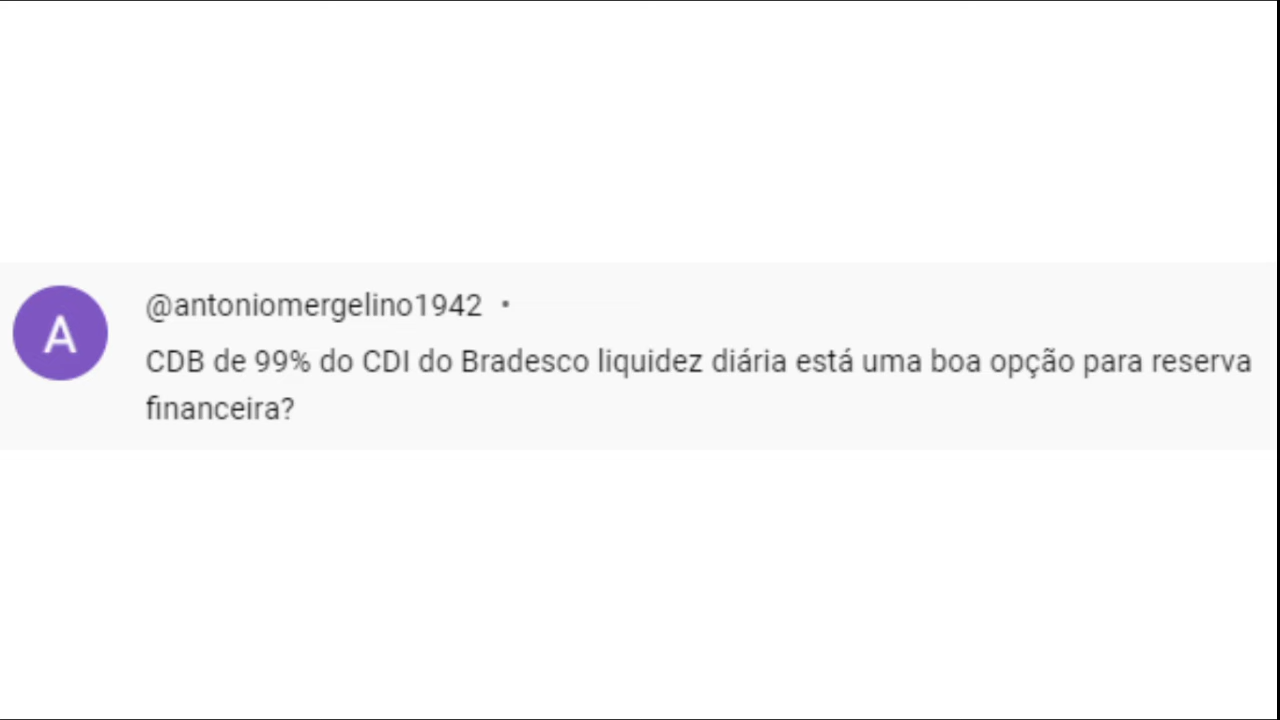 A
@antoniomergelino1942 •
CDB de 99% do CDI do Bradesco liquidez diária está uma boa opção para reserva
financeira?